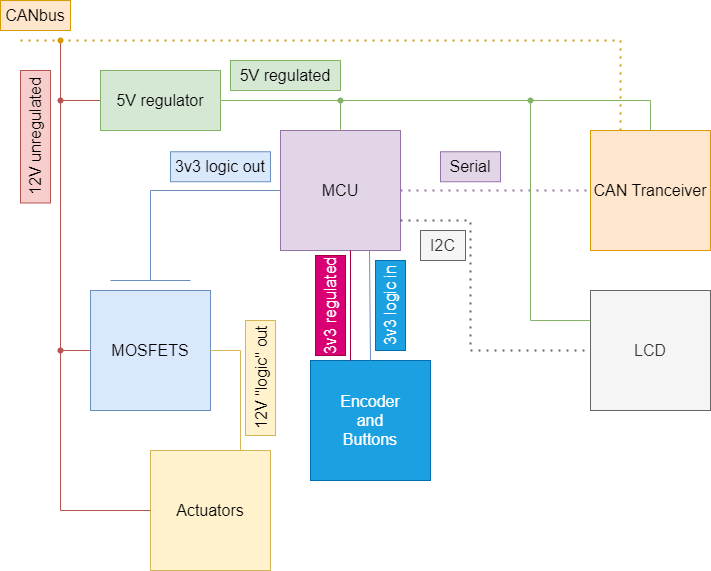 CANbus
12V unregulated
5V regulator
5V regulated
3v3 logic out
MCU
Serial
CAN Tranceiver
I2C
3v3 regulated
3v3 logic in
MOSFETS
12V "logic" out
Encoder
and
Buttons
LCD
Actuators